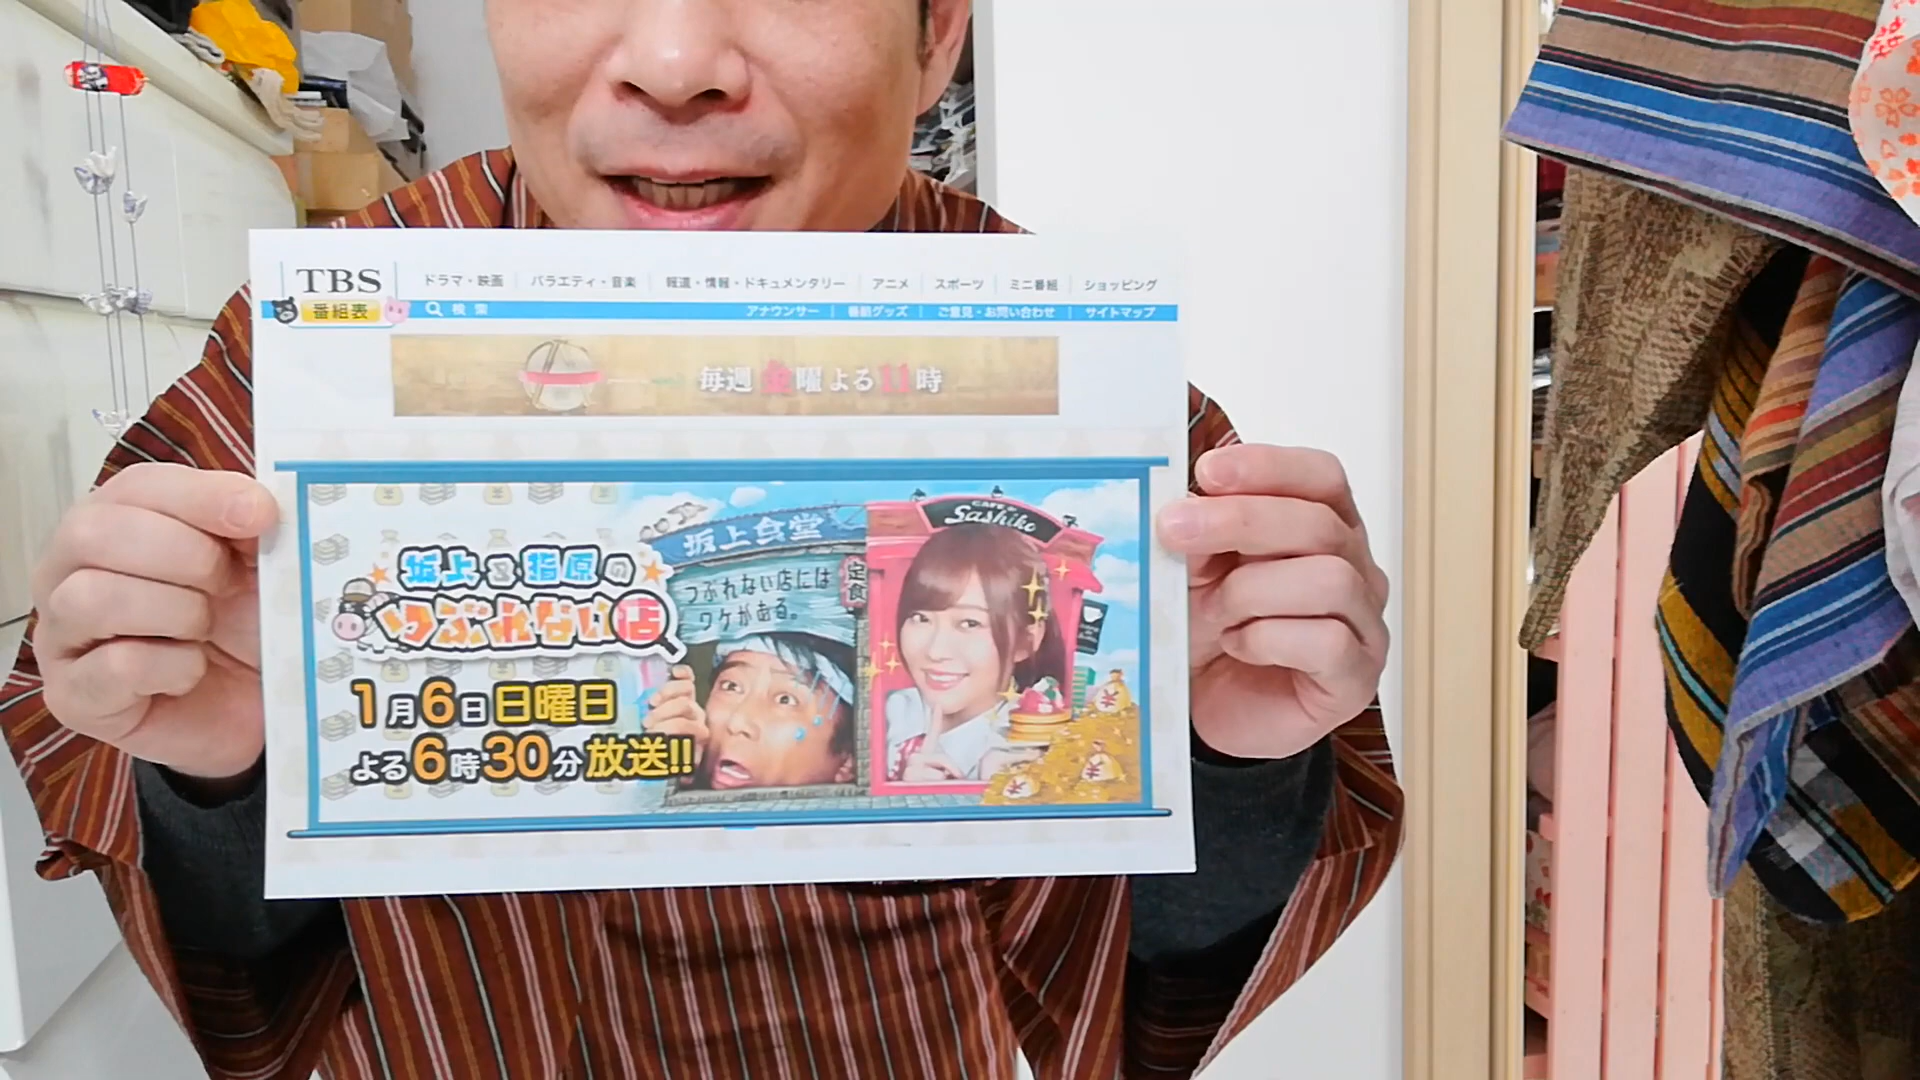 TBS
ドラマ・映画 バラエティ・音楽 報道・情報・ドキュメンタリー アニメ スポーツ ミニ番組 ショッピング
番組表 検索 アナウンサー 番組グッズ ご意見・お問い合わせ サイトマップ
毎週 金曜よる11時
坂上&指原の
つぶれない店
1月6日日曜日
よる6時30分放送!!
坂上食堂
つぶれない店には
ワケがある。
定食
CAFE de
Sashiko
¥
¥
¥